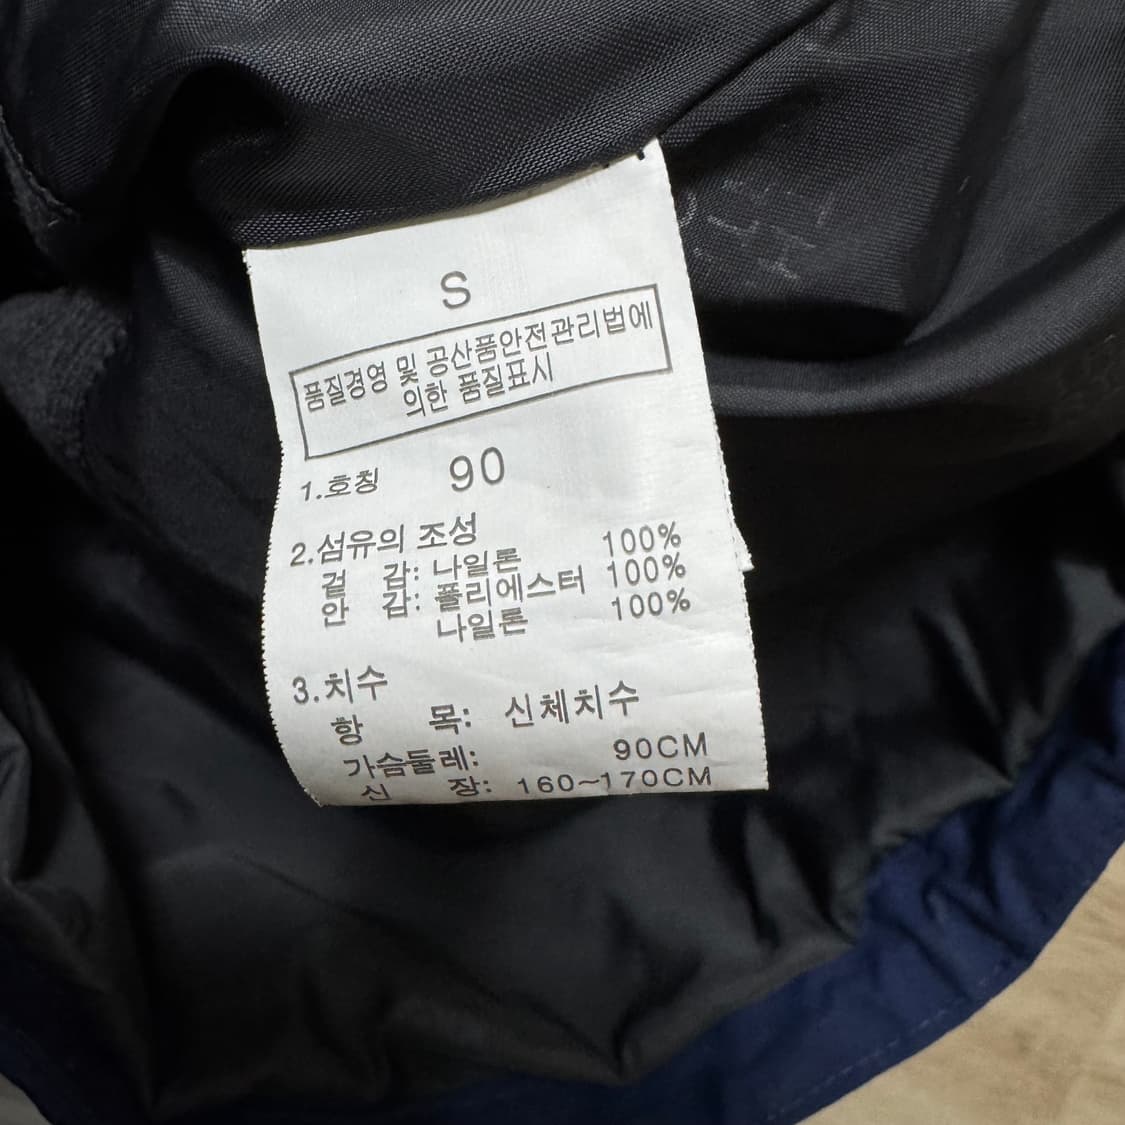 S
품질경영 및 공산품안전관리법에
의한 품질표시
1.호칭 90
2.섬유의 조성
겉 감: 나일론 100%
안 감: 폴리에스터 100%
나일론 100%
3.치수
항 목: 신체치수
가슴둘레: 90CM
신 장: 160~170CM